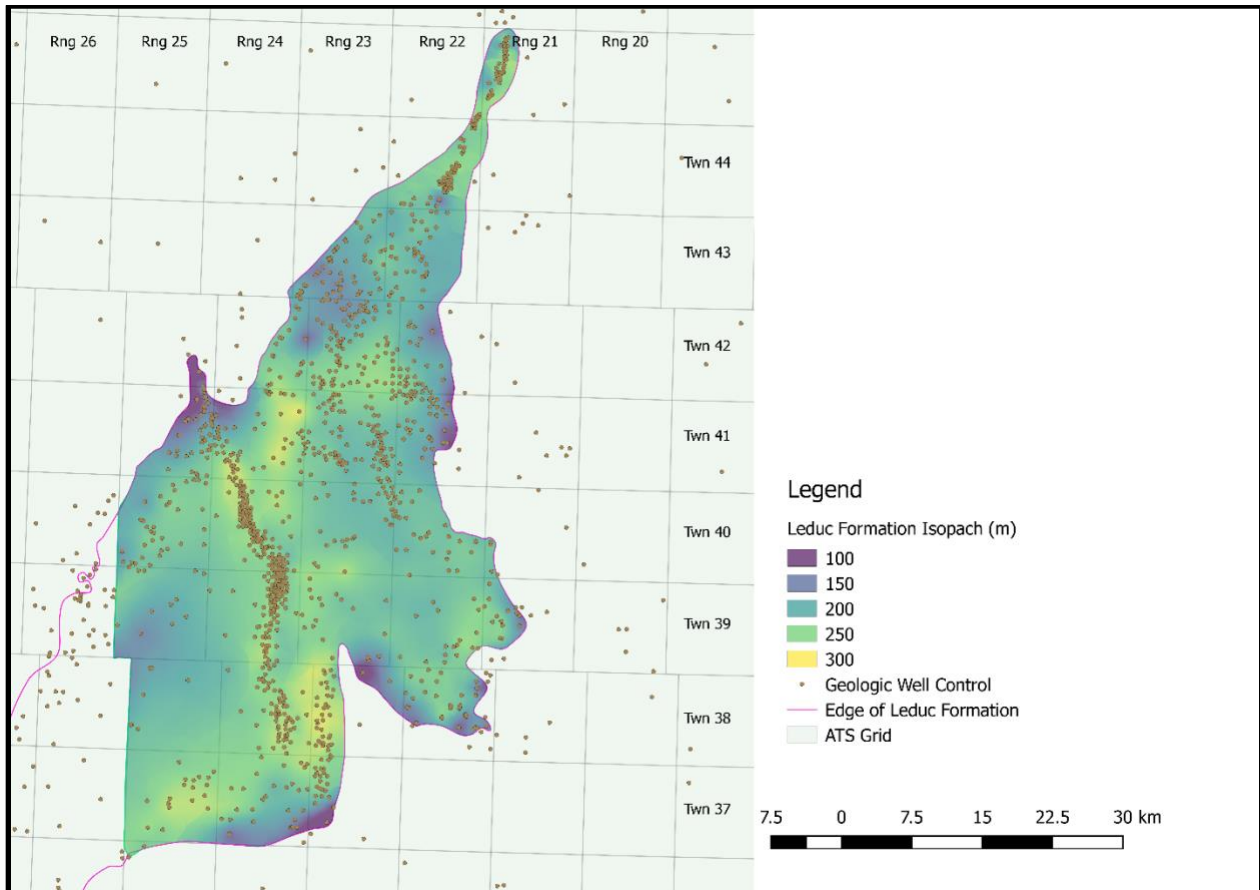 Rng 26 Rng 25 Rng 24 Rng 23 Rng 22 Rng 21 Rng 20
Twn 44
Twn 43
Twn 42
Twn 41
Twn 40
Twn 39
Twn 38
Twn 37
Legend
Leduc Formation Isopach (m)
100
150
200
250
300
Geologic Well Control
Edge of Leduc Formation
ATS Grid
7.5 0 7.5 15 22.5 30 km